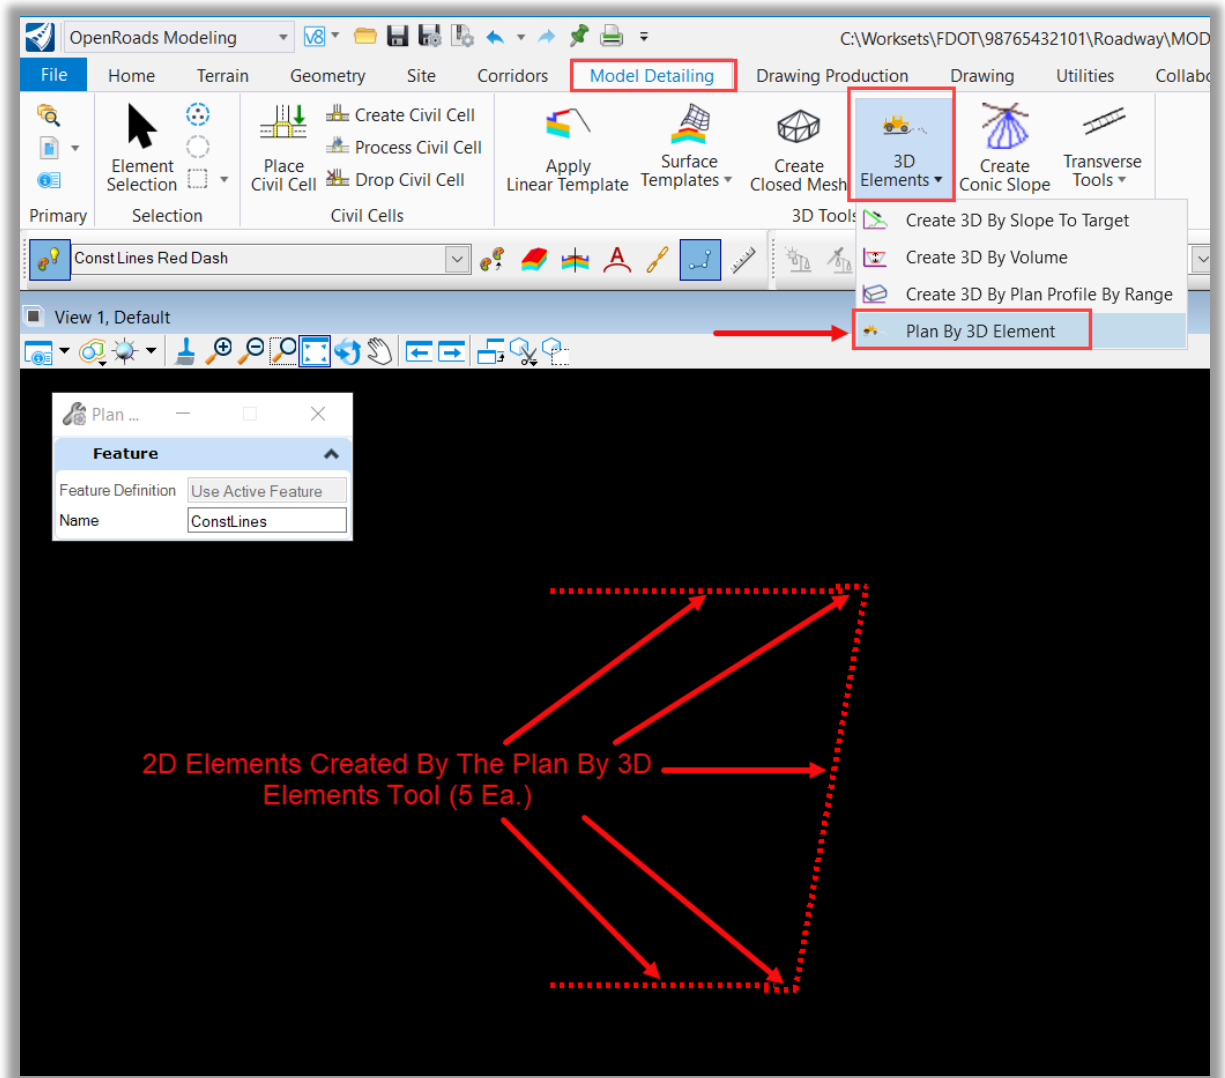 OpenRoads Modeling
V8
C:\Worksets\FDOT\98765432101\Roadway\MOD
File Home Terrain Geometry Site Corridors Model Detailing Drawing Production Drawing Utilities Collabo
Element Selection
Place Civil Cell
Create Civil Cell
Process Civil Cell
Drop Civil Cell
Apply Linear Template
Surface Templates
Create Closed Mesh
3D Elements
Create Conic Slope
Transverse Tools
Primary Selection Civil Cells 3D Tools
Create 3D By Slope To Target
Create 3D By Volume
Create 3D By Plan Profile By Range
Plan By 3D Element
Const Lines Red Dash
View 1, Default
Plan ...
Feature
Feature Definition Use Active Feature
Name ConstLines
2D Elements Created By The Plan By 3D
Elements Tool (5 Ea.)